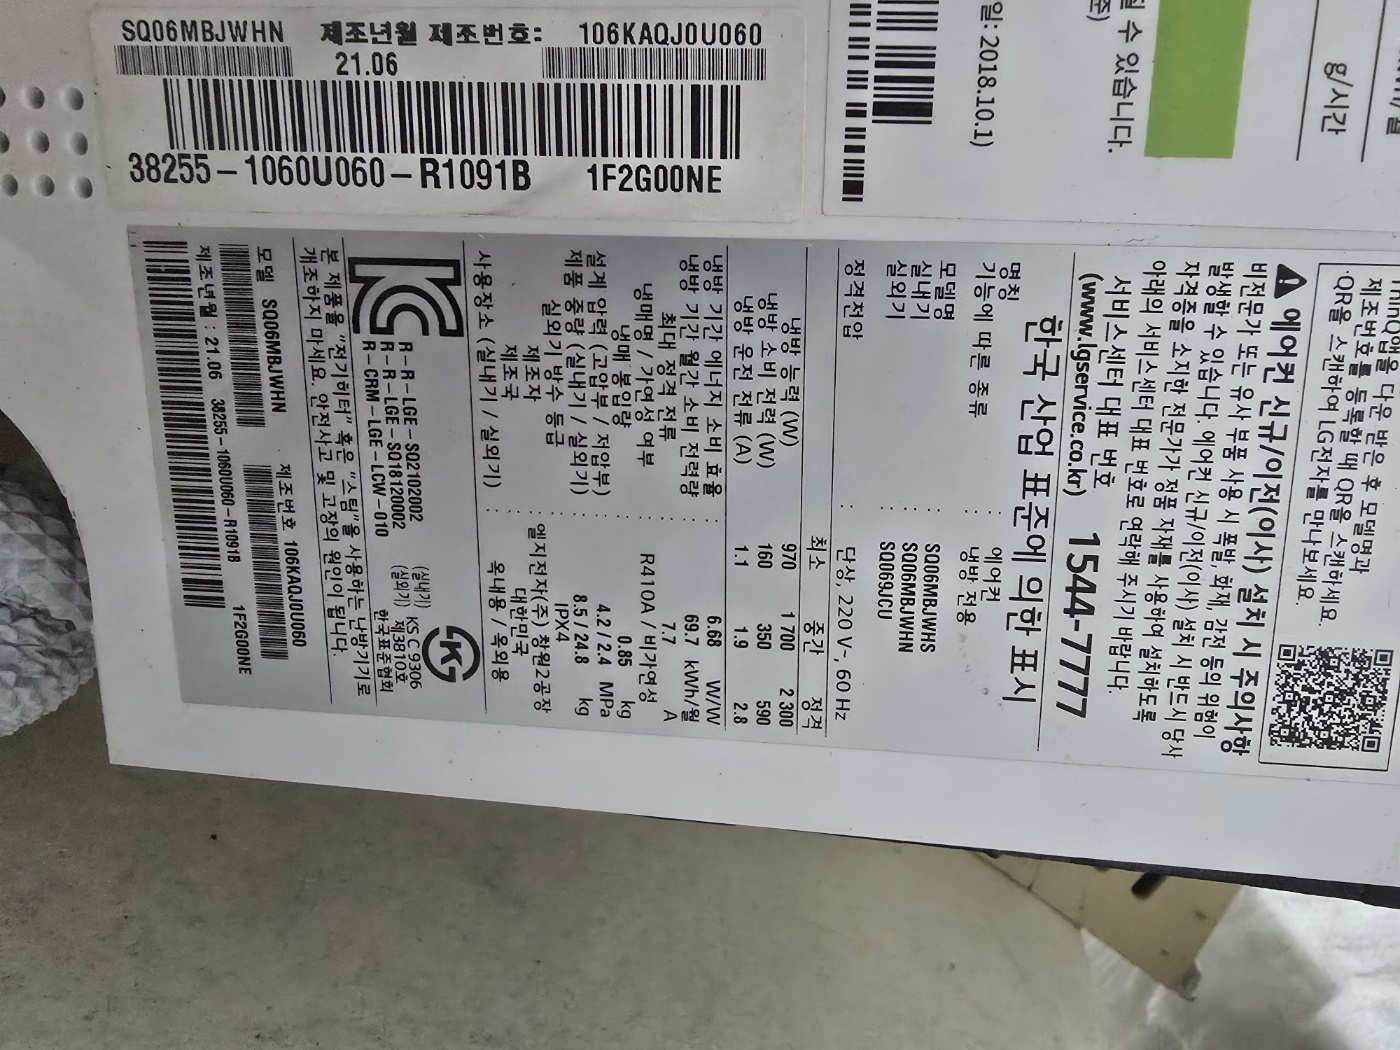 SQ06MBJWHN 제조년월 제조번호: 106KAQJ0U060
21.06
38255-1060U060-R1091B 1F2G00NE
일: 2018.10.1)
수 있습니다.
g/시간
제조번호를 등록할 때 QR을 스캔하세요.
QR을 스캔하여 LG전자를 만나보세요.
에어컨 신규/이전(이사) 설치 시 주의사항
비전문가 또는 유사 부품 사용 시 폭발, 화재, 감전 등의 위험이
발생할 수 있습니다. 에어컨 신규/이전(이사) 설치 시 반드시 당사
자격증을 소지한 전문가가 정품 자재를 사용하여 설치하도록
아래의 서비스센터 대표 번호로 연락해 주시기 바랍니다.
서비스센터 대표 번호
(www.lgservice.co.kr) 1544-7777
한국 산업 표준에 의한 표시
명칭 : 에어컨
기능에 따른 종류 : 냉방 전용
모델명 : SQ06MBJWHS
실내기 : SQ06MBJWHN
실외기 : SQ069JCU
정격전압 : 단상, 220 V~, 60 Hz
최소 중간 정격
냉방 능력 (W) 970 1 700 2 300
냉방 소비 전력 (W) 160 350 590
냉방 운전 전류 (A) 1.1 1.9 2.8
냉방 기간 에너지 소비 효율 : 6.68 W/W
냉방 기간 월간 소비 전력량 : 69.7 kWh/월
최대 정격 전류 : 7.7 A
냉매명 / 가연성 여부 : R410A / 비가연성
냉매 봉입량 : 0.85 kg
설계 압력 (고압부 / 저압부) : 4.2 / 2.4 MPa
제품 중량 (실내기 / 실외기) : 8.5 / 24.8 kg
실외기 방수 등급 : IPX4
제조자 : 엘지전자(주) 창원2공장
제조국 : 대한민국
사용장소 (실내기 / 실외기) : 옥내용 / 옥외용
R-R-LGE-SQ2102002 (실내기)
R-R-LGE-SQ18120002 (실외기)
R-CRM-LGE-LCW-010
KS C 9306
제3810호
한국표준협회
본 제품을 "전기히터" 혹은 "스팀"을 사용하는 난방기기로
개조하지 마세요. 안전사고 및 고장의 원인이 됩니다.
모델 SQ06MBJWHN 제조번호 106KAQJ0U060
제조년월 : 21.06 38255-1060U060-R1091B 1F2G00NE